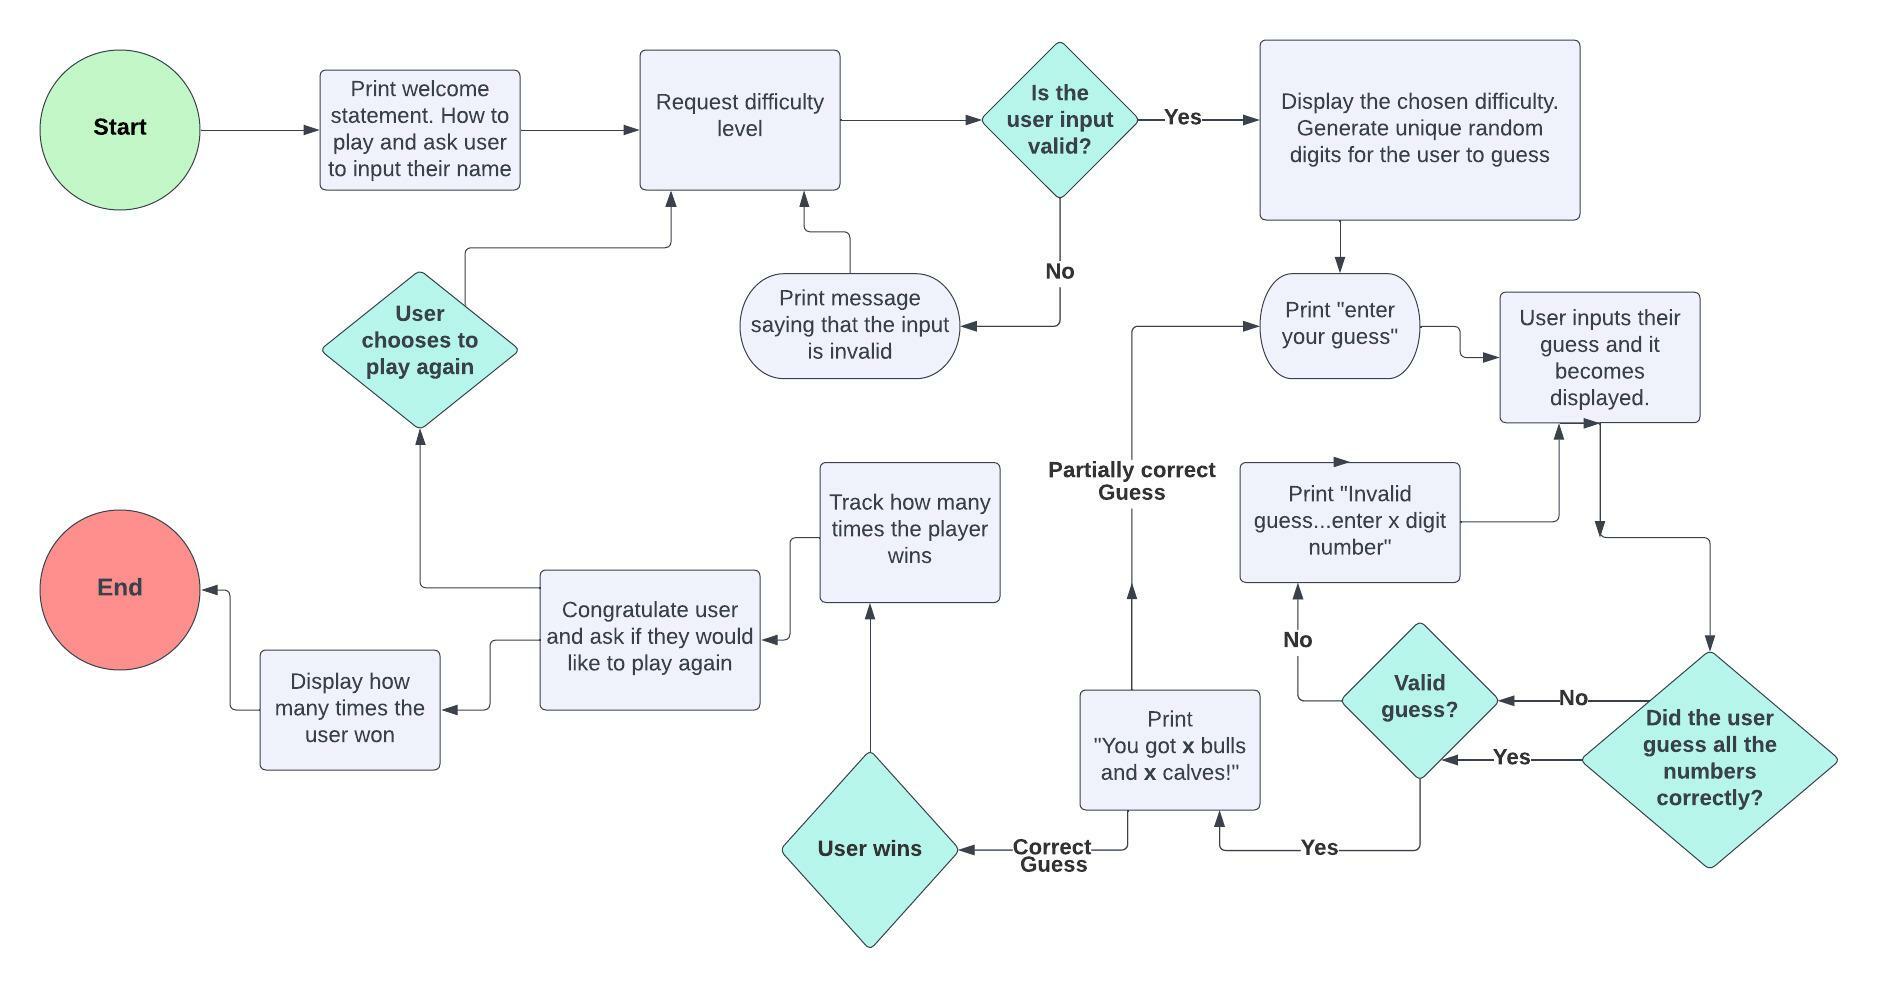 Start
Print welcome
statement. How to
play and ask user
to input their name
Request difficulty
level
Is the
user input
valid?
Yes
Display the chosen difficulty.
Generate unique random
digits for the user to guess
No
Print message
saying that the input
is invalid
User
chooses to
play again
Print "enter
your guess"
User inputs their
guess and it
becomes
displayed.
Partially correct
Guess
Print "Invalid
guess...enter x digit
number"
Track how many
times the player
wins
End
Congratulate user
and ask if they would
like to play again
Display how
many times the
user won
No
Valid
guess?
No
Yes
Did the user
guess all the
numbers
correctly?
Print
"You got x bulls
and x calves!"
Yes
Correct
Guess
User wins